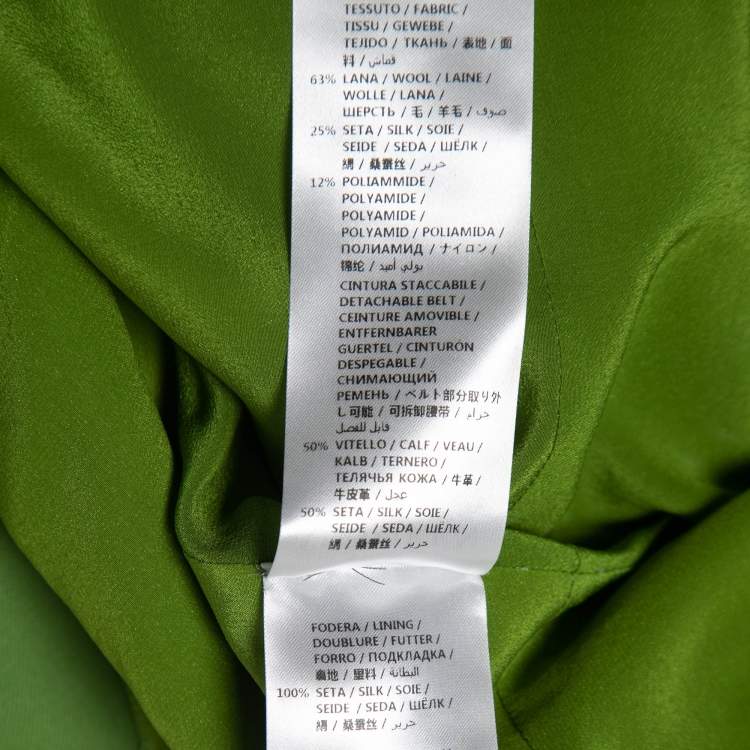 TESSUTO / FABRIC /
TISSU / GEWEBE /
TEJIDO / ТКАНЬ / 表地 / 面
料 / قماش
63% LANA / WOOL / LAINE /
WOLLE / LANA /
ШЕРСТЬ / 毛 / 羊毛 / صوف
25% SETA / SILK / SOIE /
SEIDE / SEDA / ШЁЛК /
絹 / 桑蚕丝 / حرير
12% POLIAMMIDE /
POLYAMIDE /
POLYAMIDE /
POLYAMID / POLIAMIDA /
ПОЛИАМИД / ナイロン /
锦纶 / بولي أميد
CINTURA STACCABILE /
DETACHABLE BELT /
CEINTURE AMOVIBLE /
ENTFERNBARER
GUERTEL / CINTURÓN
DESPEGABLE /
СНИМАЮЩИЙ
РЕМЕНЬ / ベルト部分取り外
し可能 / 可拆卸腰带 / حزام
قابل للفصل
50% VITELLO / CALF / VEAU /
KALB / TERNERO /
ТЕЛЯЧЬЯ КОЖА / 牛革 /
牛皮革 / عجل
50% SETA / SILK / SOIE /
SEIDE / SEDA / ШЁЛК /
絹 / 桑蚕丝 / حرير
FODERA / LINING /
DOUBLURE / FUTTER /
FORRO / ПОДКЛАДКА /
裏地 / 里料 / البطانة
100% SETA / SILK / SOIE /
SEIDE / SEDA / ШЁЛК /
絹 / 桑蚕丝 / حرير